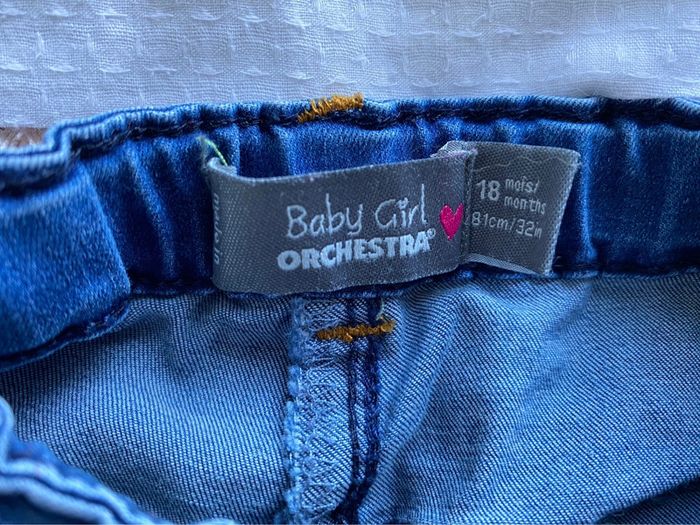 Baby Girl
ORCHESTRA®
18 mois/
months
81cm/32in